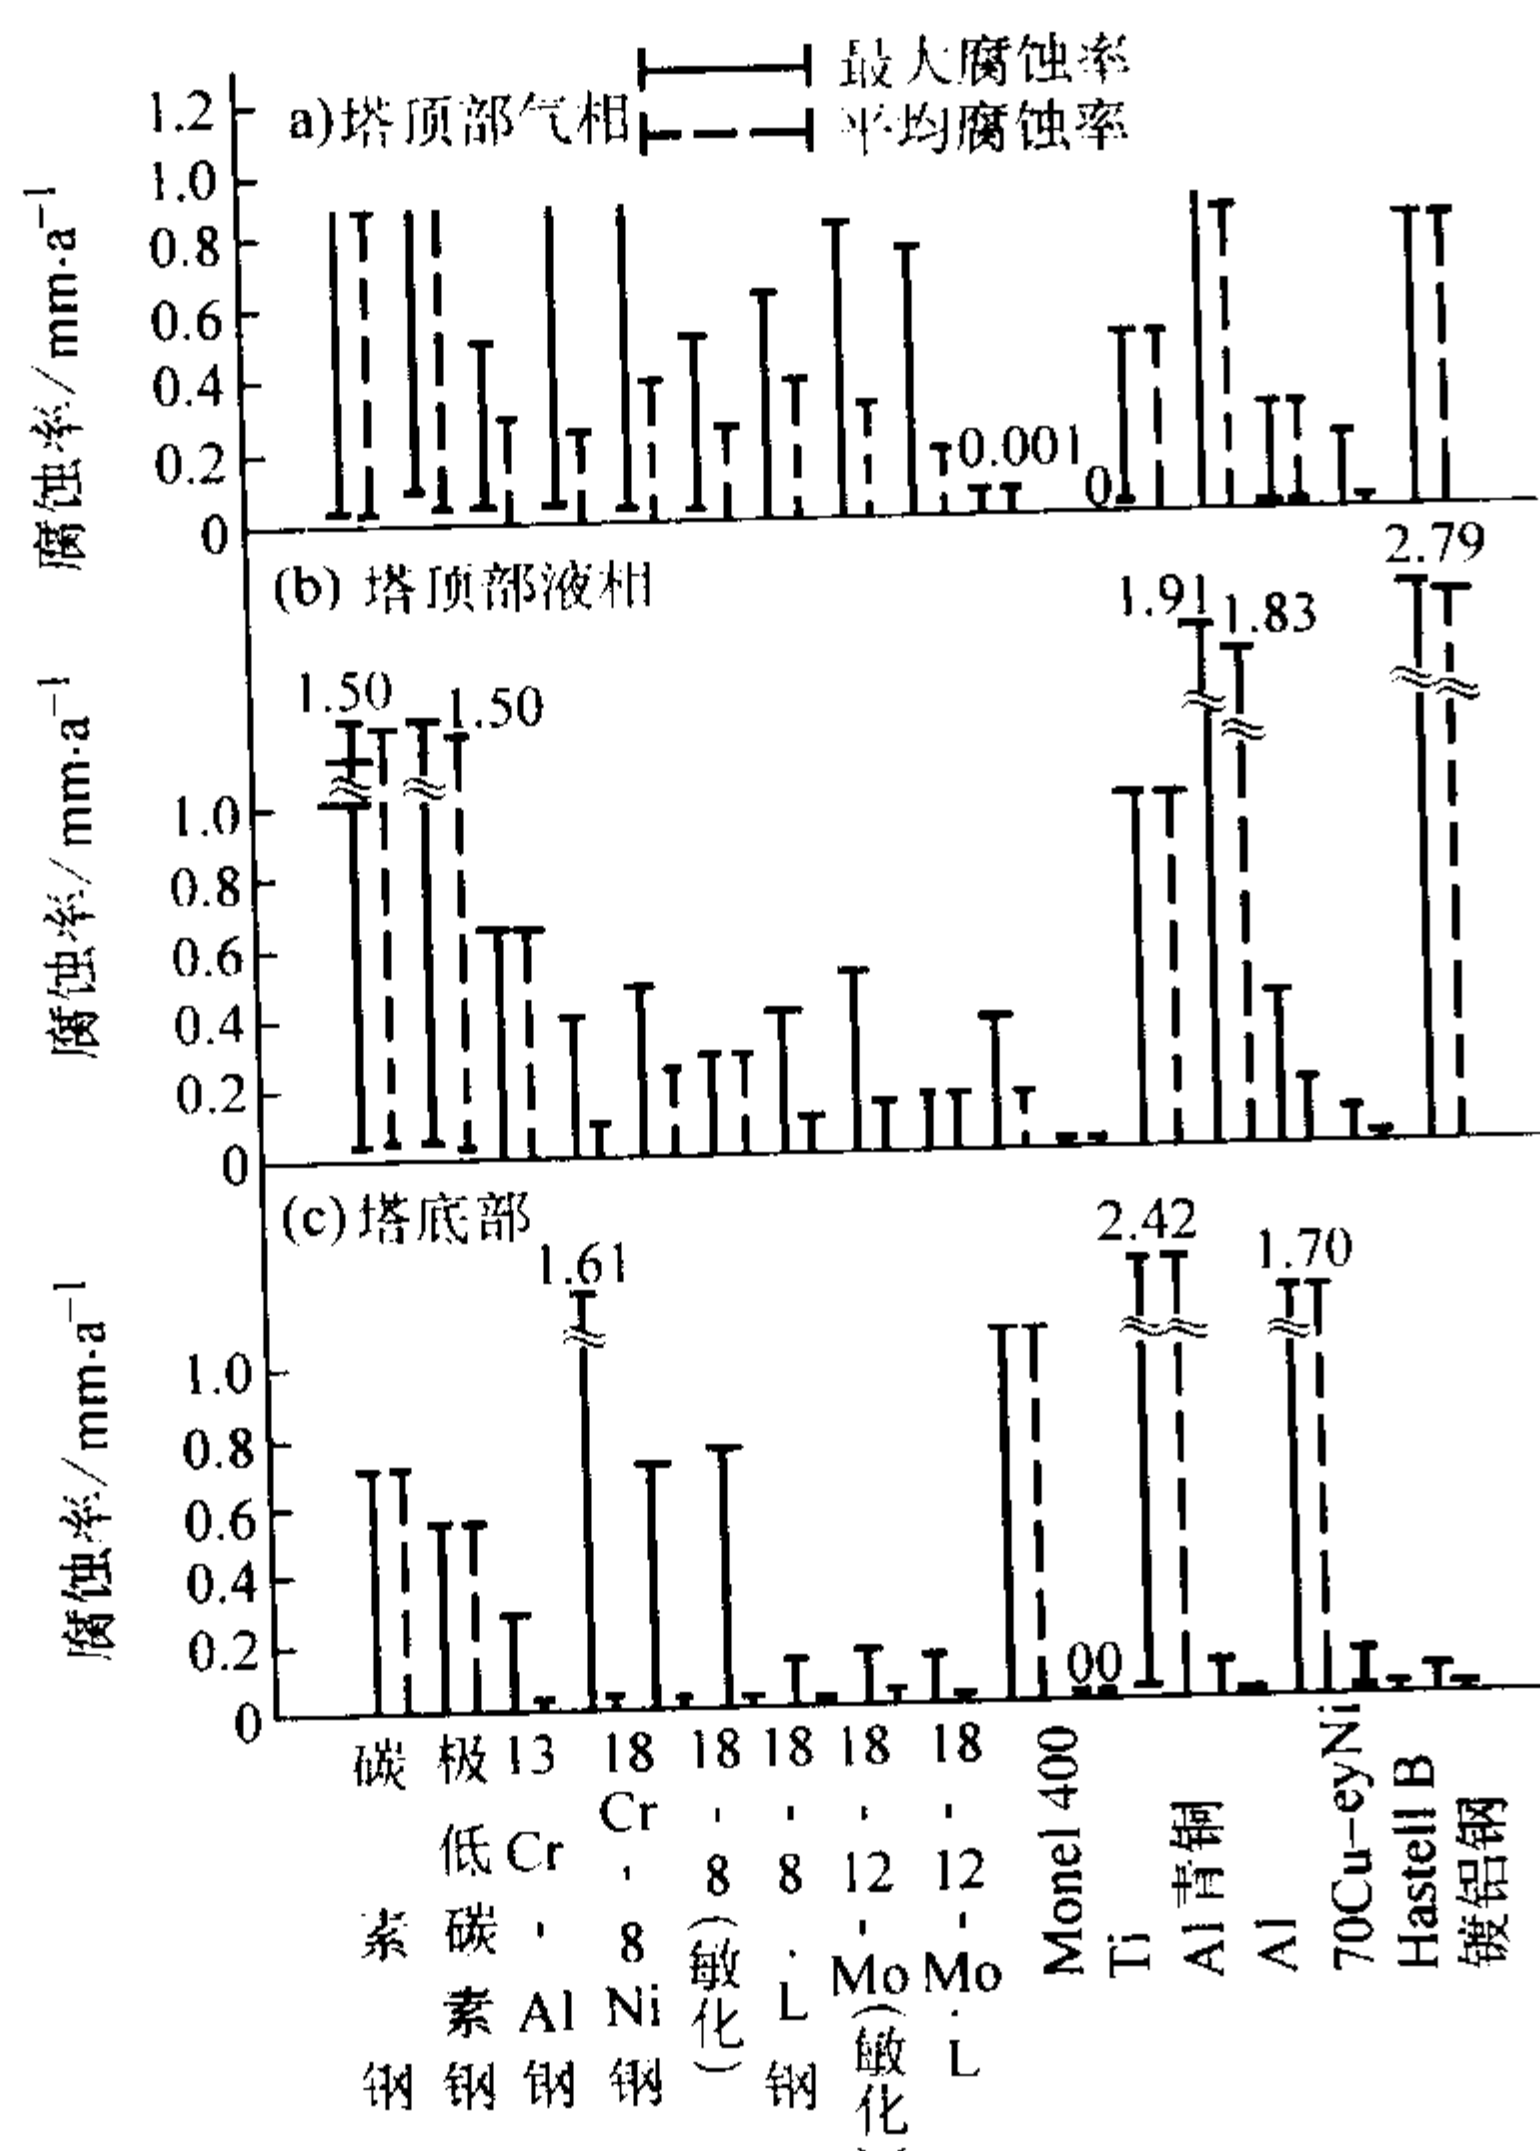 最大腐蚀率
a)塔顶部气相
平均腐蚀率
腐蚀率/mm·a⁻¹
1.2
1.0
0.8
0.6
0.4
0.2
0
0.001
0
(b) 塔顶部液相
腐蚀率/mm·a⁻¹
1.0
0.8
0.6
0.4
0.2
0
1.50
1.50
1.91
1.83
2.79
(c)塔底部
腐蚀率/mm·a⁻¹
1.0
0.8
0.6
0.4
0.2
0
1.61
2.42
1.70
00
碳素钢
极低碳素钢
13Cr-Al钢
18Cr-8Ni钢
18-8(敏化)
18-8·L钢
18-12-Mo(敏化)
18-12-Mo·L
Monel 400
Ti
Al青铜
Al
70Cu-eyNi
Hastell B
镀铝钢